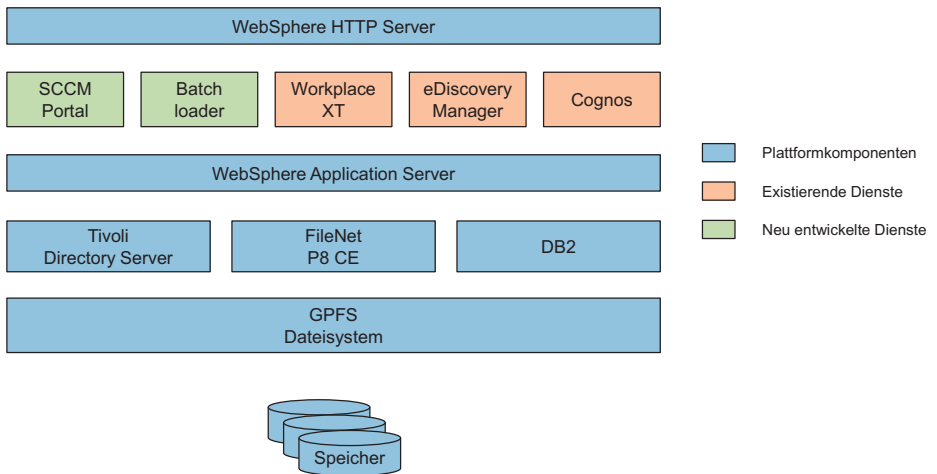 WebSphere HTTP Server
SCCM
Portal
Batch
loader
Workplace
XT
eDiscovery
Manager
Cognos
WebSphere Application Server
Tivoli
Directory Server
FileNet
P8 CE
DB2
GPFS
Dateisystem
Speicher
Plattformkomponenten
Existierende Dienste
Neu entwickelte Dienste